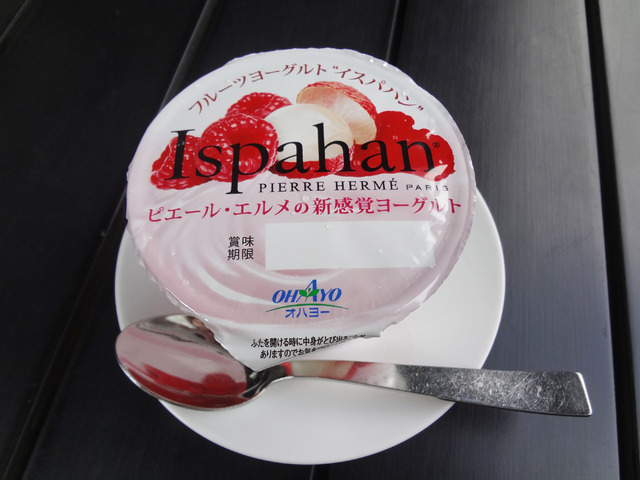 フルーツヨーグルト"イスパハン"
Ispahan®
PIERRE HERMÉ PARIS
ピエール・エルメの新感覚ヨーグルト
賞味
期限
OHAYO
オハヨー
ふたを開ける時に中身がとび出
ありますのでお気